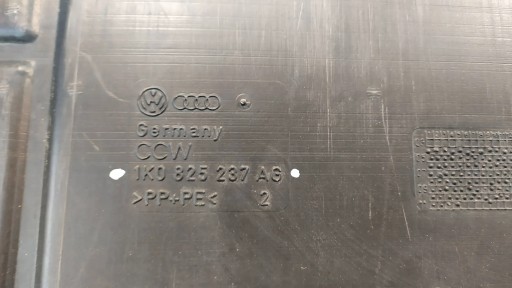 Germany
CCW
1K0 825 237 AG
>PP+PE< 2